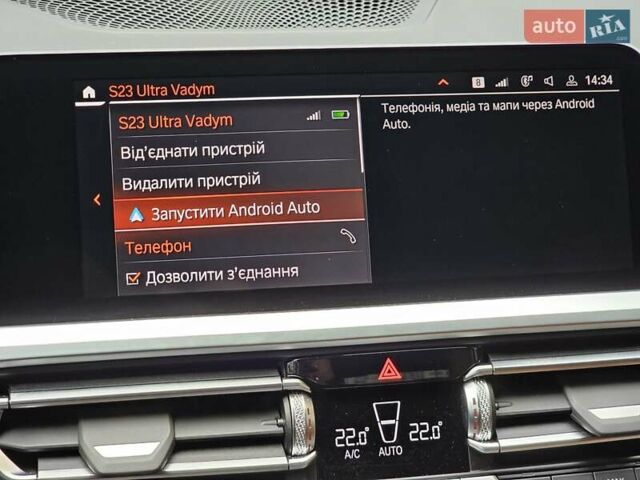 auto RIA
S23 Ultra Vadym
8
14:34
S23 Ultra Vadym
Від'єднати пристрій
Видалити пристрій
Запустити Android Auto
Телефон
Дозволити з'єднання
Телефонія, медіа та мапи через Android
Auto.
22.0° 22.0°
A/C AUTO